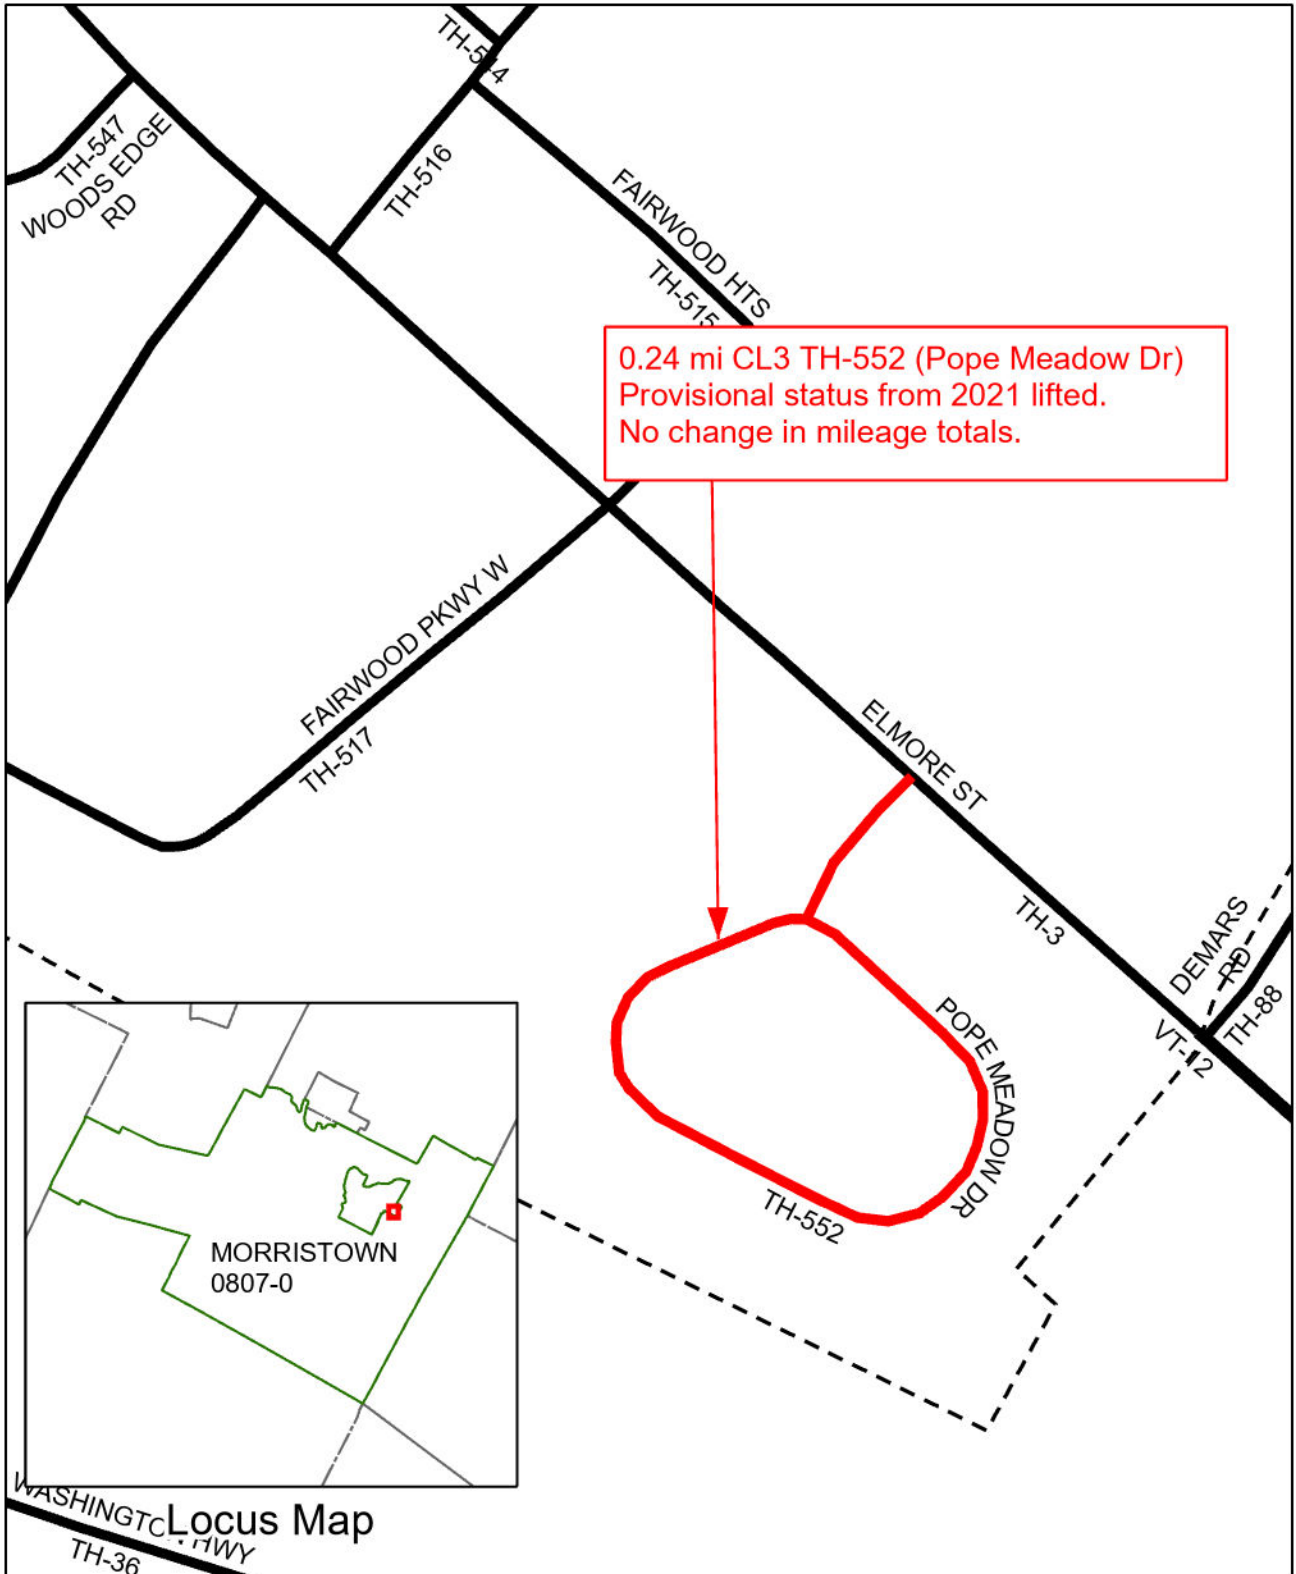 TH-544
TH-547
WOODS EDGE
RD
TH-516
FAIRWOOD HTS
TH-515
0.24 mi CL3 TH-552 (Pope Meadow Dr)
Provisional status from 2021 lifted.
No change in mileage totals.
FAIRWOOD PKWY W
TH-517
ELMORE ST
TH-3
DEMARS
RD
TH-88
VT-12
POPE MEADOW DR
TH-552
MORRISTOWN
0807-0
WASHINGTON HWY
TH-36
Locus Map